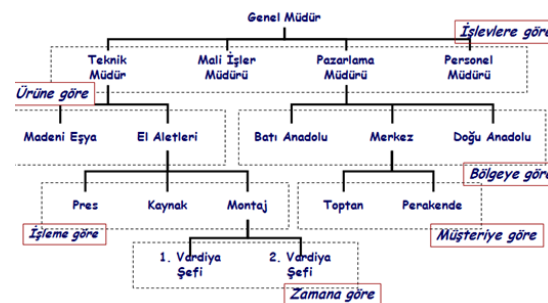 Genel Müdür
İşlevlere göre
Teknik Müdür
Mali İşler Müdürü
Pazarlama Müdürü
Personel Müdürü
Ürüne göre
Madeni Eşya
El Aletleri
Batı Anadolu
Merkez
Doğu Anadolu
Bölgeye göre
Pres
Kaynak
Montaj
Toptan
Perakende
İşleme göre
Müşteriye göre
1. Vardiya Şefi
2. Vardiya Şefi
Zamana göre